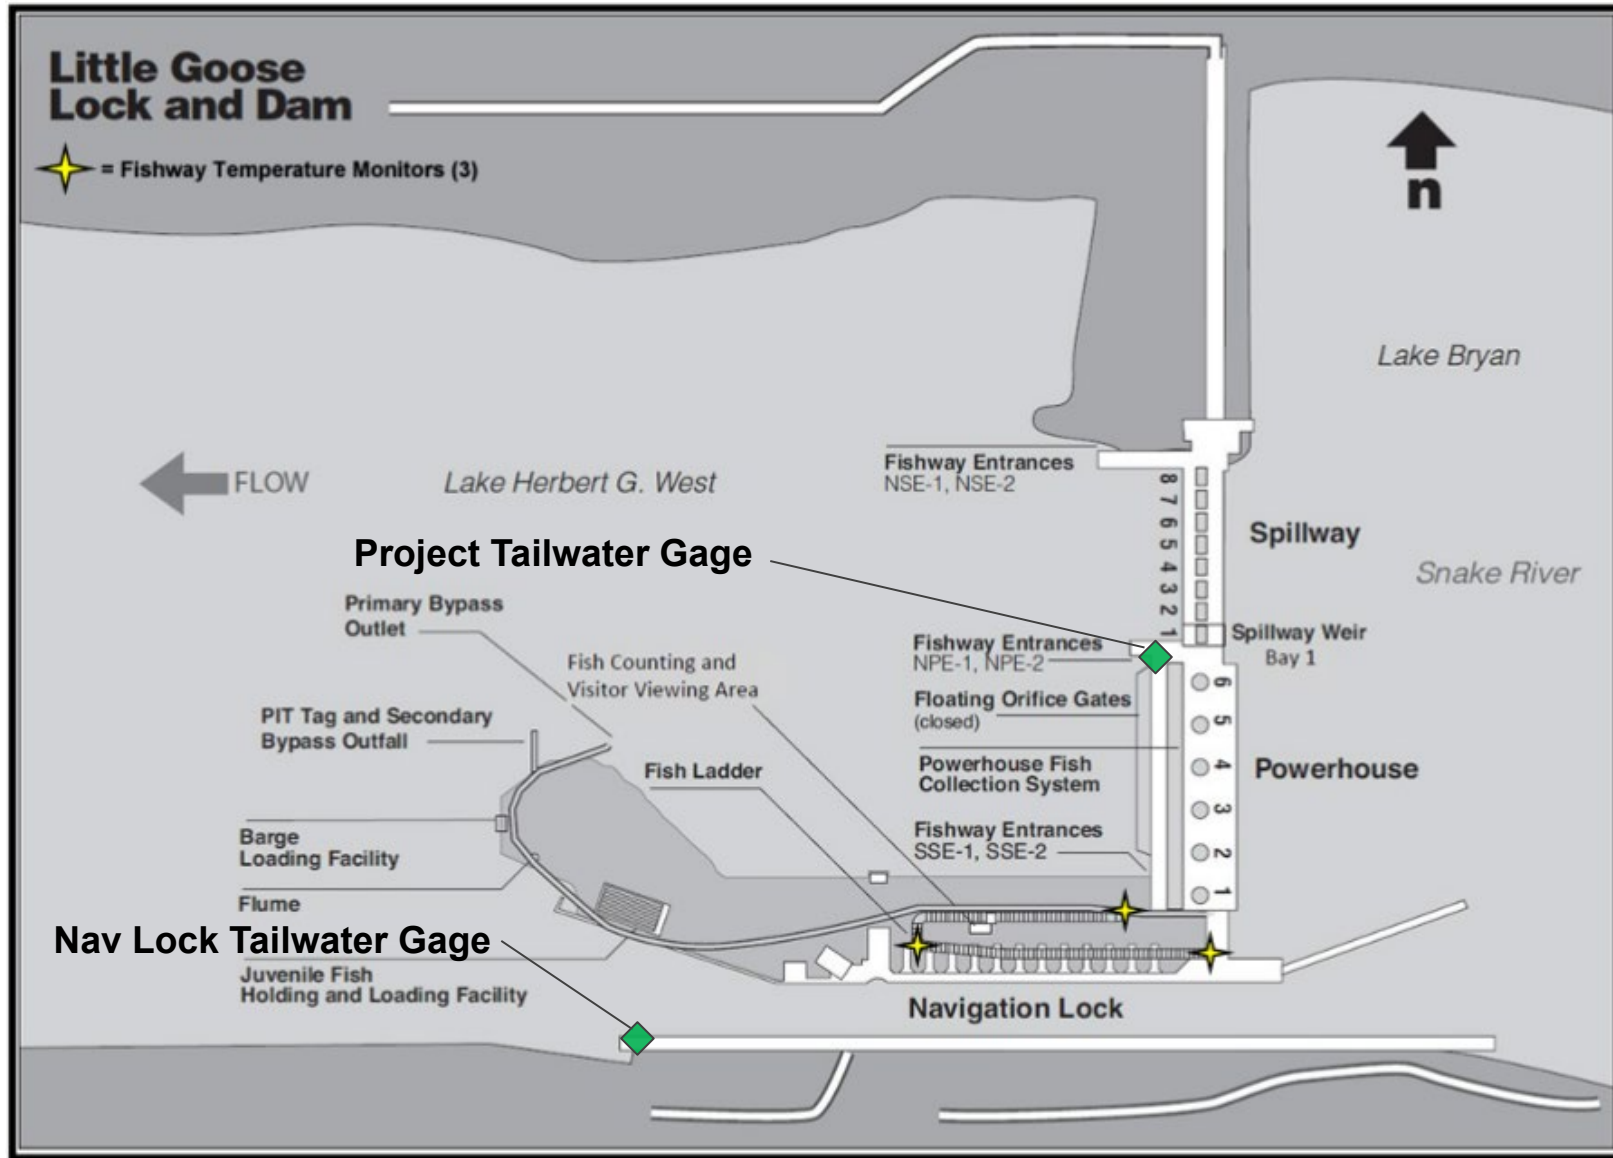 Little Goose
Lock and Dam
= Fishway Temperature Monitors (3)
n
Lake Bryan
Fishway Entrances
NSE-1, NSE-2
FLOW
Lake Herbert G. West
8
7
6
5
4
3
2
1
Spillway
Project Tailwater Gage
Snake River
Primary Bypass
Outlet
Fishway Entrances
NPE-1, NPE-2
Spillway Weir
Bay 1
Fish Counting and
Visitor Viewing Area
Floating Orifice Gates
(closed)
PIT Tag and Secondary
Bypass Outfall
6
5
4
3
2
1
Fish Ladder
Powerhouse Fish
Collection System
Powerhouse
Barge
Loading Facility
Fishway Entrances
SSE-1, SSE-2
Flume
Nav Lock Tailwater Gage
Juvenile Fish
Holding and Loading Facility
Navigation Lock